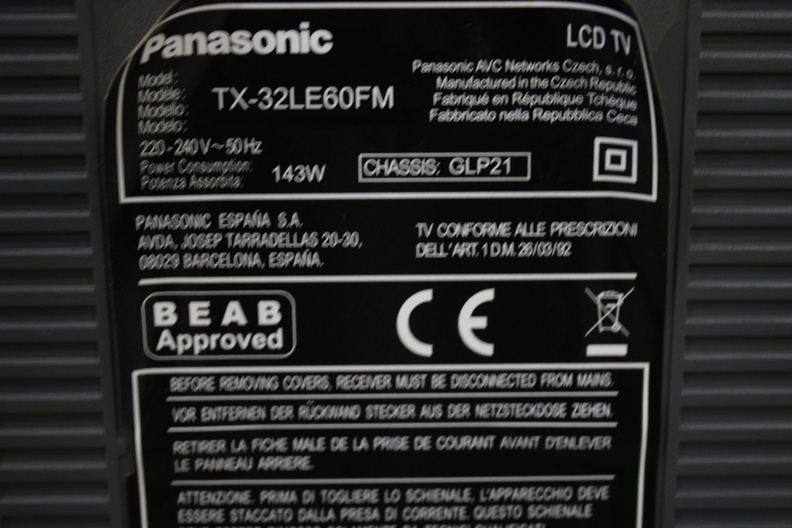 Panasonic
LCD TV
Model:
Modèle:
Modello:
Modelo:
TX-32LE60FM
Panasonic AVC Networks Czech, s. r. o.
Manufactured in the Czech Republic
Fabriqué en République Tchèque
Fabbricato nella Repubblica Ceca
220 - 240 V ~ 50 Hz
Power Consumption:
Potenza Assorbita:
143W
CHASSIS: GLP21
PANASONIC ESPAÑA S.A.
AVDA, JOSEP TARRADELLAS 20-30,
08029 BARCELONA, ESPAÑA.
TV CONFORME ALLE PRESCRIZIONI
DELL'ART. 1 D.M. 26/03/92
BEAB
Approved
CE
BEFORE REMOVING COVERS, RECEIVER MUST BE DISCONNECTED FROM MAINS.
VOR ENTFERNEN DER RÜCKWAND STECKER AUS DER NETZSTECKDOSE ZIEHEN.
RETIRER LA FICHE MALE DE LA PRISE DE COURANT AVANT D'ENLEVER
LE PANNEAU ARRIERE.
ATTENZIONE. PRIMA DI TOGLIERE LO SCHIENALE, L'APPARECCHIO DEVE
ESSERE STACCATO DALLA PRESA DI CORRENTE. QUESTO SCHIENALE